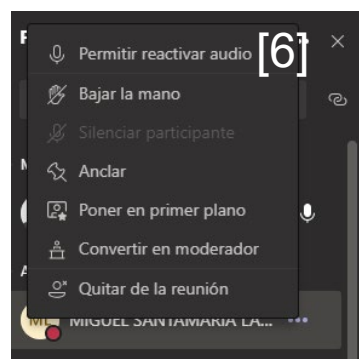 P
Permitir reactivar audio [6]
Bajar la mano
Silenciar participante
M
Anclar
Poner en primer plano
Convertir en moderador
A
Quitar de la reunión
ML
MIGUEL SANTAMARIA LA...